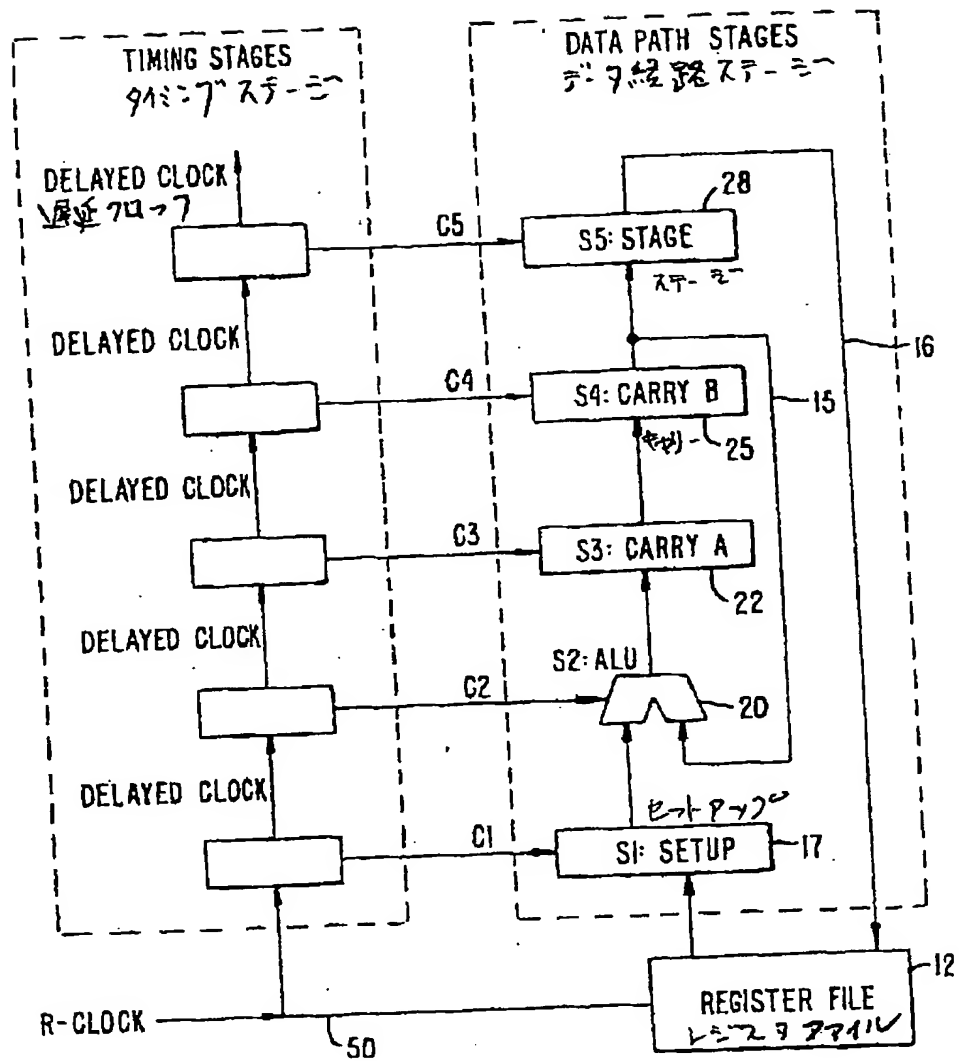 TIMING STAGES
タイミングステージ
DATA PATH STAGES
データ経路ステージ
DELAYED CLOCK
遅延クロック
C5
28
S5: STAGE
ステージ
DELAYED CLOCK
C4
16
15
S4: CARRY B
キャリー
25
DELAYED CLOCK
C3
S3: CARRY A
22
DELAYED CLOCK
S2: ALU
C2
20
DELAYED CLOCK
セットアップ
C1
S1: SETUP
17
12
REGISTER FILE
レジスタファイル
R-CLOCK
50